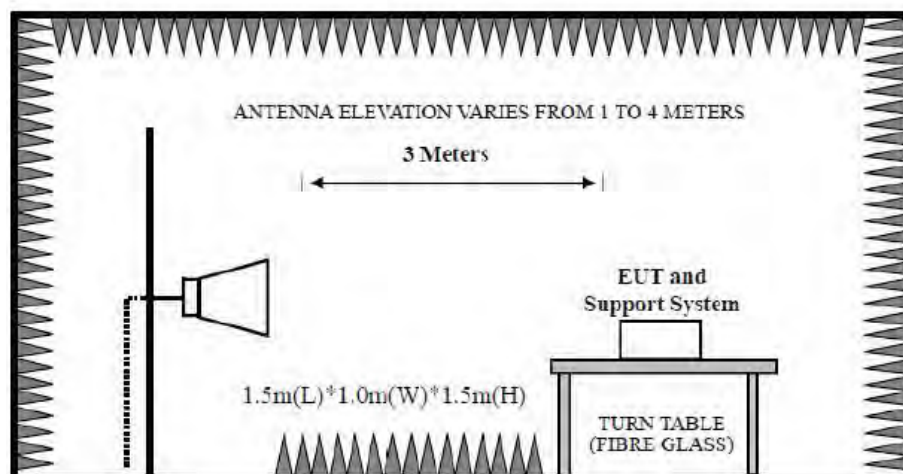 ANTENNA ELEVATION VARIES FROM 1 TO 4 METERS
3 Meters
EUT and
Support System
1.5m(L)*1.0m(W)*1.5m(H)
TURN TABLE
(FIBRE GLASS)